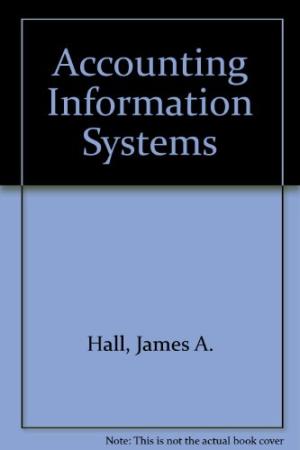 Accounting
Information
Systems
Hall, James A.
Note: This is not the actual book cover